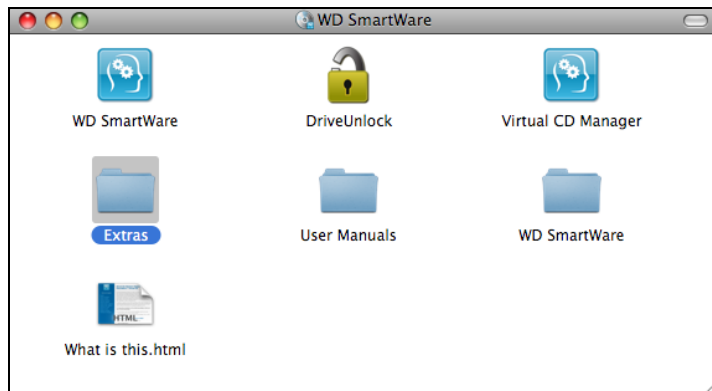 WD SmartWare
WD SmartWare
DriveUnlock
Virtual CD Manager
Extras
User Manuals
WD SmartWare
HTML
What is this.html